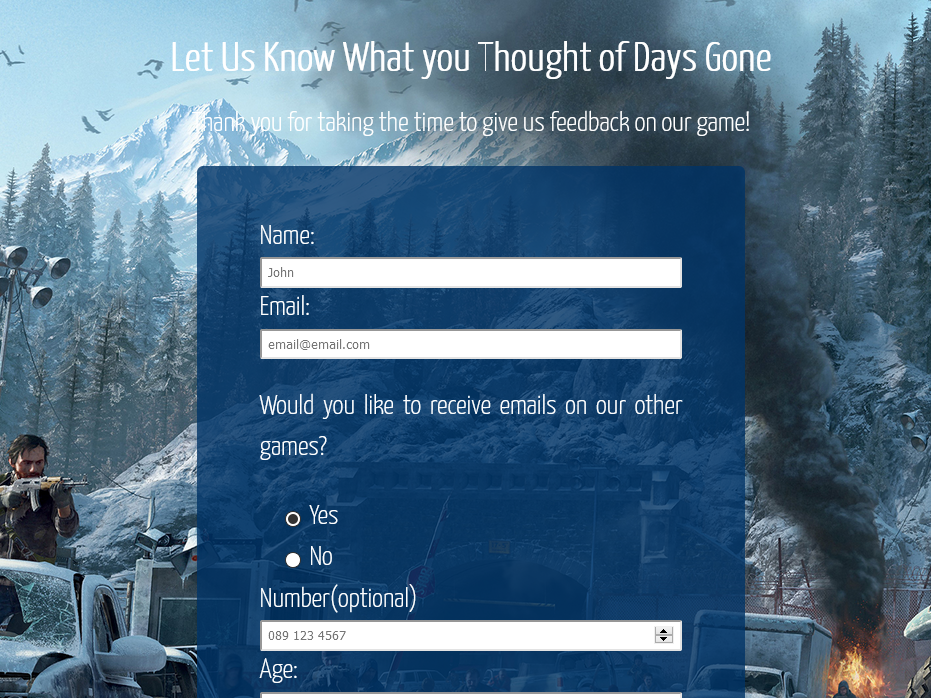 Let Us Know What you Thought of Days Gone
Thank you for taking the time to give us feedback on our game!
Name:
John
Email:
email@email.com
Would you like to receive emails on our other
games?
Yes
No
Number(optional)
089 123 4567
Age: